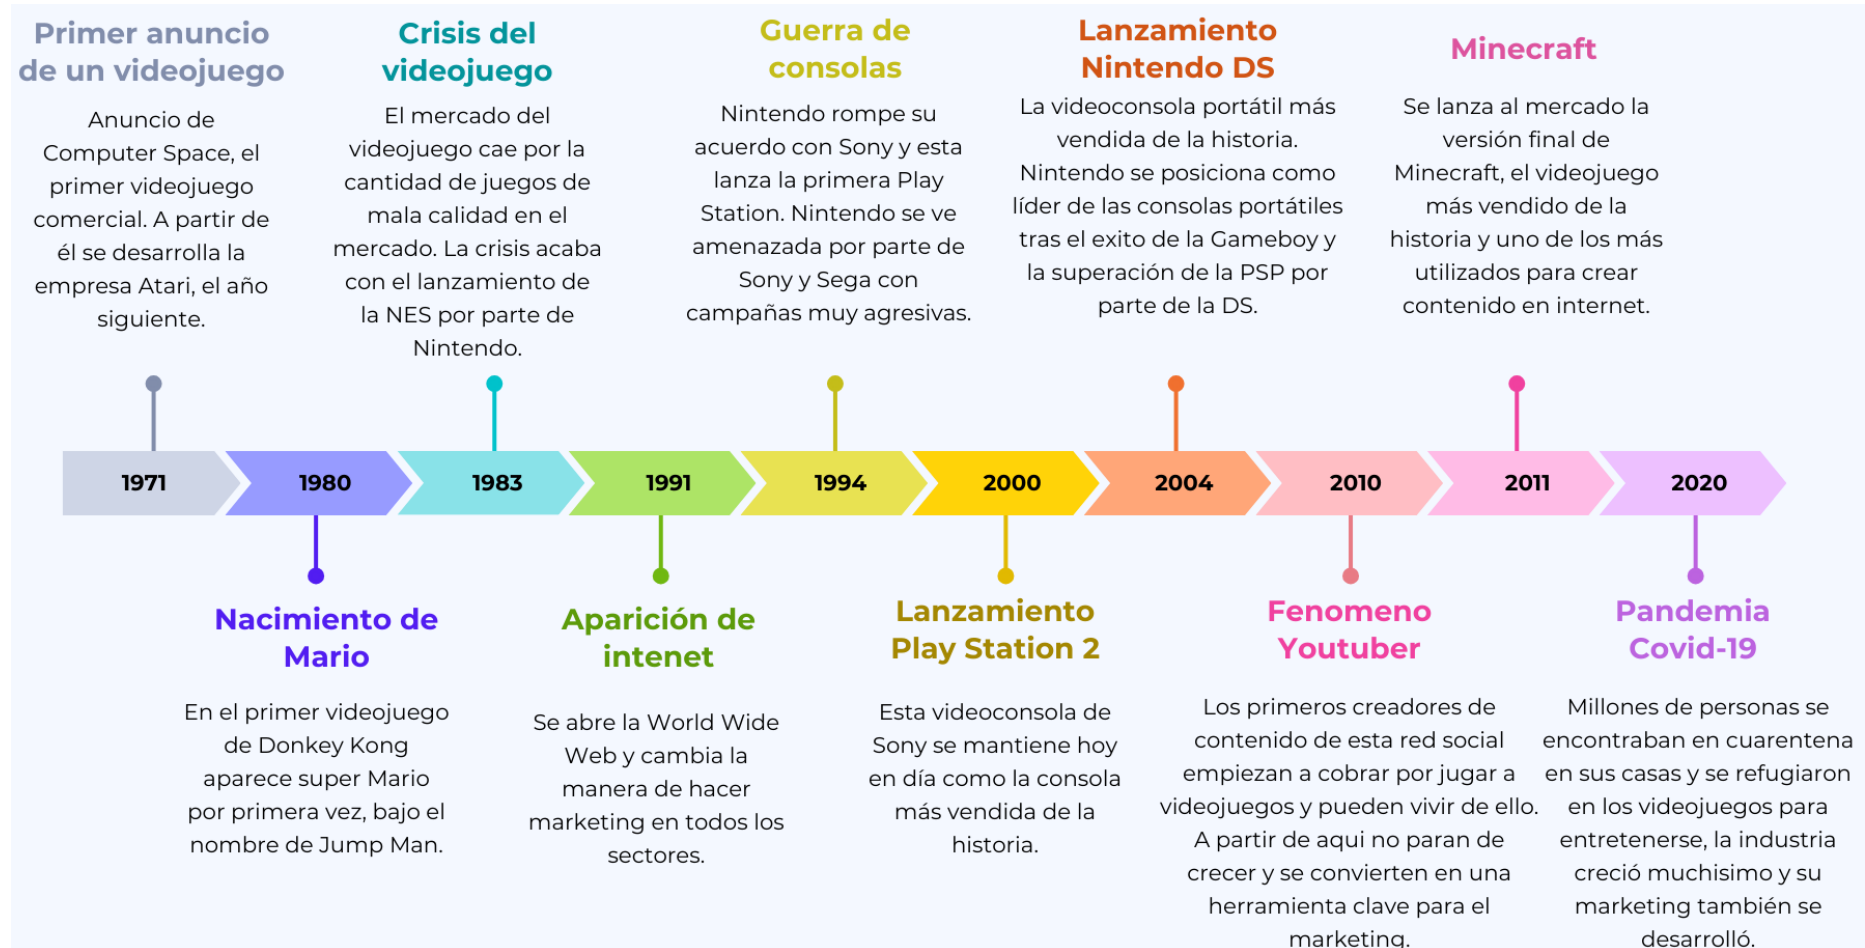 Primer anuncio
de un videojuego
Anuncio de
Computer Space, el
primer videojuego
comercial. A partir de
él se desarrolla la
empresa Atari, el año
siguiente.
Crisis del
videojuego
El mercado del
videojuego cae por la
cantidad de juegos de
mala calidad en el
mercado. La crisis acaba
con el lanzamiento de
la NES por parte de
Nintendo.
Guerra de
consolas
Nintendo rompe su
acuerdo con Sony y esta
lanza la primera Play
Station. Nintendo se ve
amenazada por parte de
Sony y Sega con
campañas muy agresivas.
Lanzamiento
Nintendo DS
La videoconsola portátil más
vendida de la historia.
Nintendo se posiciona como
líder de las consolas portátiles
tras el exito de la Gameboy y
la superación de la PSP por
parte de la DS.
Minecraft
Se lanza al mercado la
versión final de
Minecraft, el videojuego
más vendido de la
historia y uno de los más
utilizados para crear
contenido en internet.
1971
1980
1983
1991
1994
2000
2004
2010
2011
2020
Nacimiento de
Mario
En el primer videojuego
de Donkey Kong
aparece super Mario
por primera vez, bajo el
nombre de Jump Man.
Aparición de
intenet
Se abre la World Wide
Web y cambia la
manera de hacer
marketing en todos los
sectores.
Lanzamiento
Play Station 2
Esta videoconsola de
Sony se mantiene hoy
en día como la consola
más vendida de la
historia.
Fenomeno
Youtuber
Los primeros creadores de
contenido de esta red social
empiezan a cobrar por jugar a
videojuegos y pueden vivir de ello.
A partir de aqui no paran de
crecer y se convierten en una
herramienta clave para el
marketing.
Pandemia
Covid-19
Millones de personas se
encontraban en cuarentena
en sus casas y se refugiaron
en los videojuegos para
entretenerse, la industria
creció muchisimo y su
marketing también se
desarrolló.